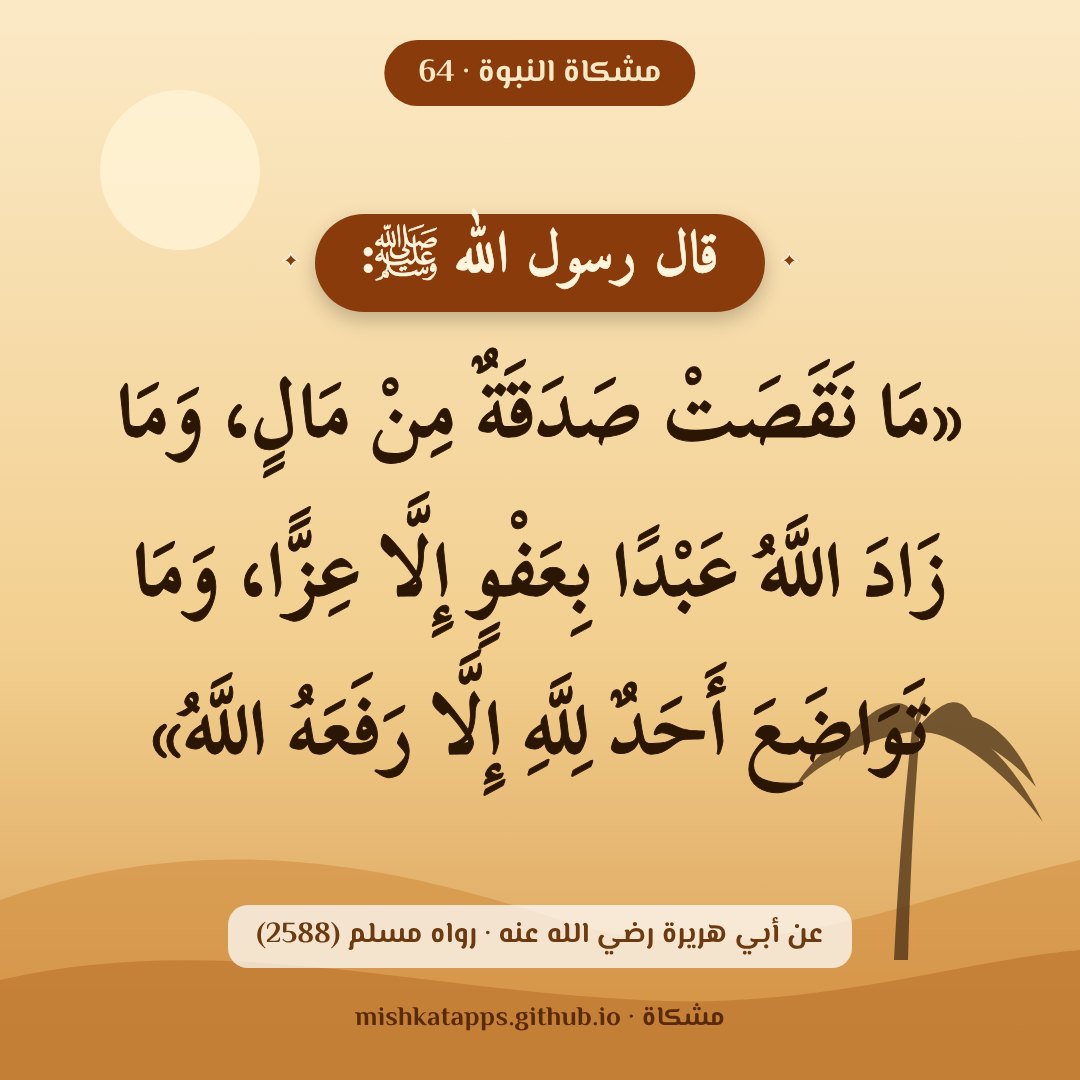 مشكاة النبوة · 64
قال رسول الله ﷺ:
«مَا نَقَصَتْ صَدَقَةٌ مِنْ مَالٍ، وَمَا
زَادَ اللَّهُ عَبْدًا بِعَفْوٍ إِلَّا عِزًّا، وَمَا
تَوَاضَعَ أَحَدٌ لِلَّهِ إِلَّا رَفَعَهُ اللَّهُ»
عن أبي هريرة رضي الله عنه · رواه مسلم (2588)
مشكاة · mishkatapps.github.io